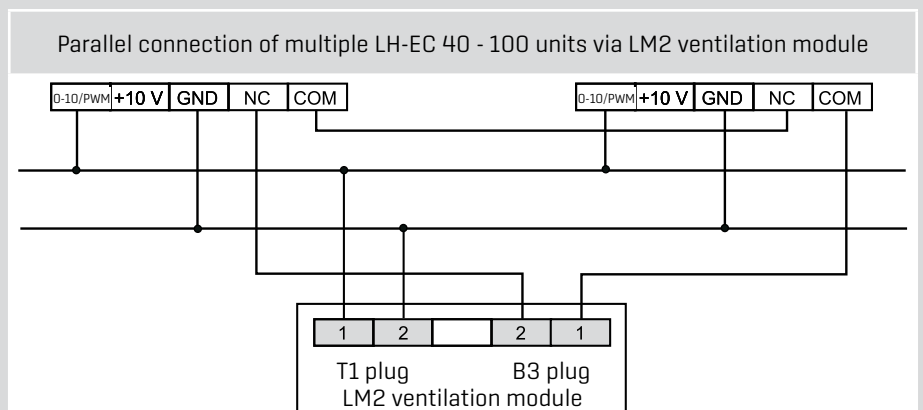 Parallel connection of multiple LH-EC 40 - 100 units via LM2 ventilation module
0-10/PWM +10 V GND NC COM 0-10/PWM +10 V GND NC COM
1 2 2 1
T1 plug B3 plug
LM2 ventilation module